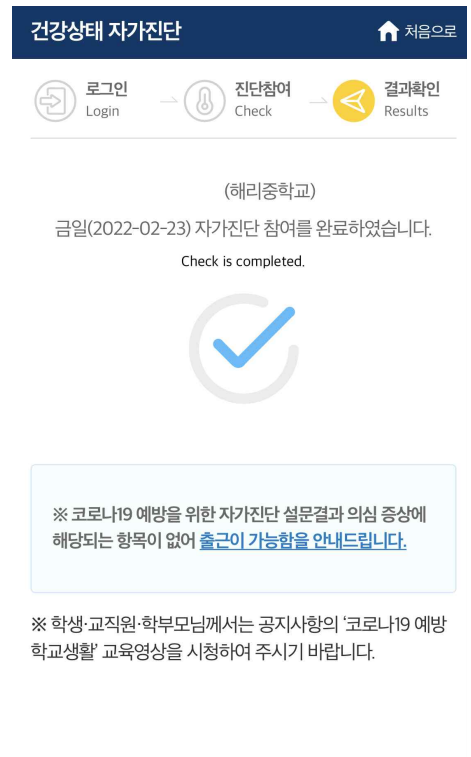 건강상태 자가진단
처음으로
로그인
Login
진단참여
Check
결과확인
Results
(해리중학교)
금일(2022-02-23) 자가진단 참여를 완료하였습니다.
Check is completed.
※ 코로나19 예방을 위한 자가진단 설문결과 의심 증상에
해당되는 항목이 없어 출근이 가능함을 안내드립니다.
※ 학생·교직원·학부모님께서는 공지사항의 ‘코로나19 예방
학교생활’ 교육영상을 시청하여 주시기 바랍니다.